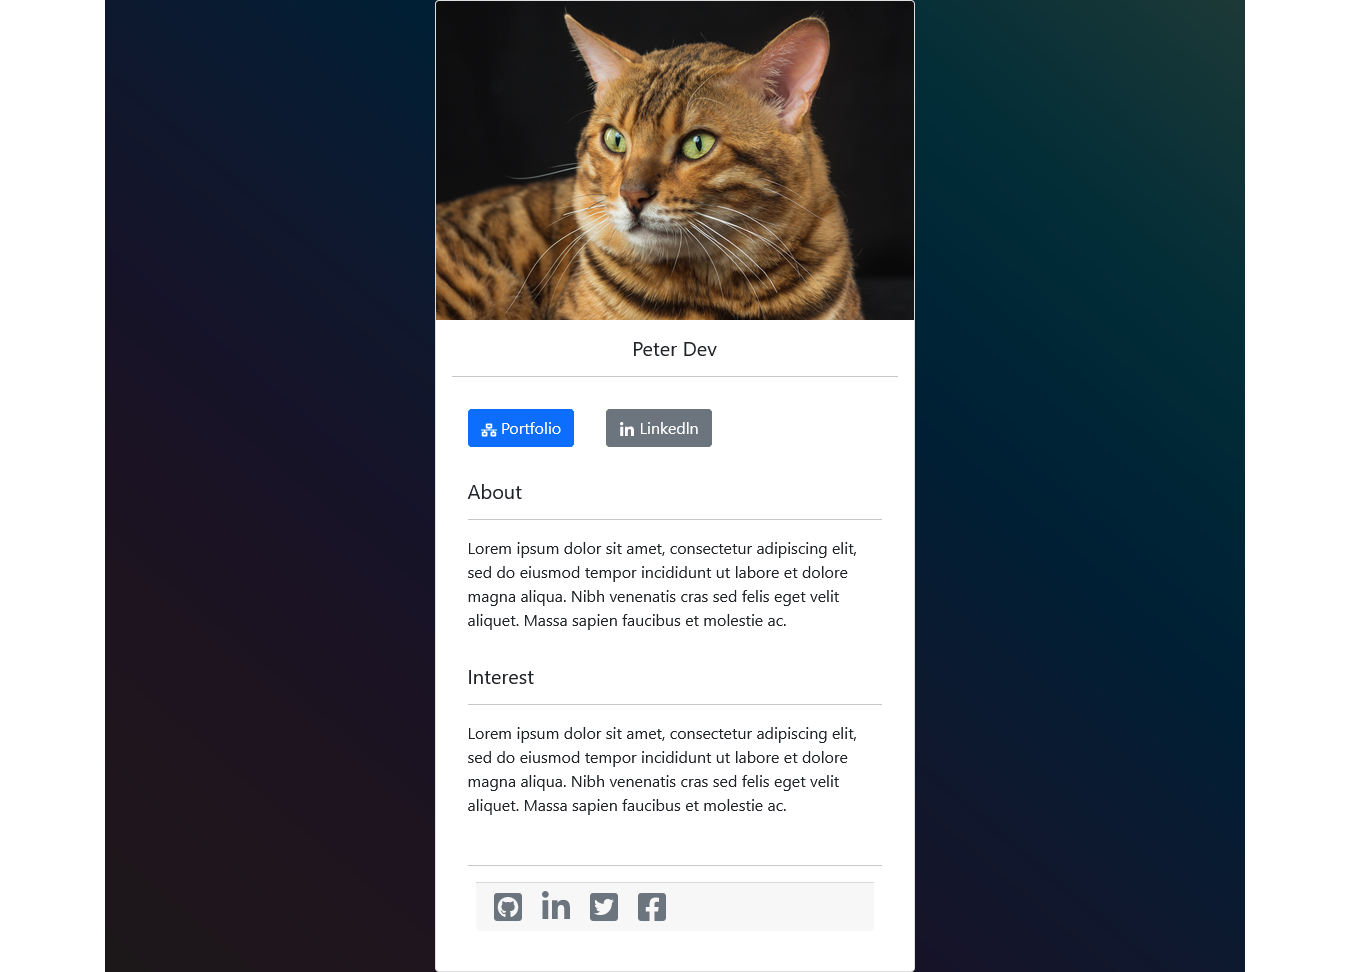 Peter Dev
Portfolio
LinkedIn
About
Lorem ipsum dolor sit amet, consectetur adipiscing elit,
sed do eiusmod tempor incididunt ut labore et dolore
magna aliqua. Nibh venenatis cras sed felis eget velit
aliquet. Massa sapien faucibus et molestie ac.
Interest
Lorem ipsum dolor sit amet, consectetur adipiscing elit,
sed do eiusmod tempor incididunt ut labore et dolore
magna aliqua. Nibh venenatis cras sed felis eget velit
aliquet. Massa sapien faucibus et molestie ac.